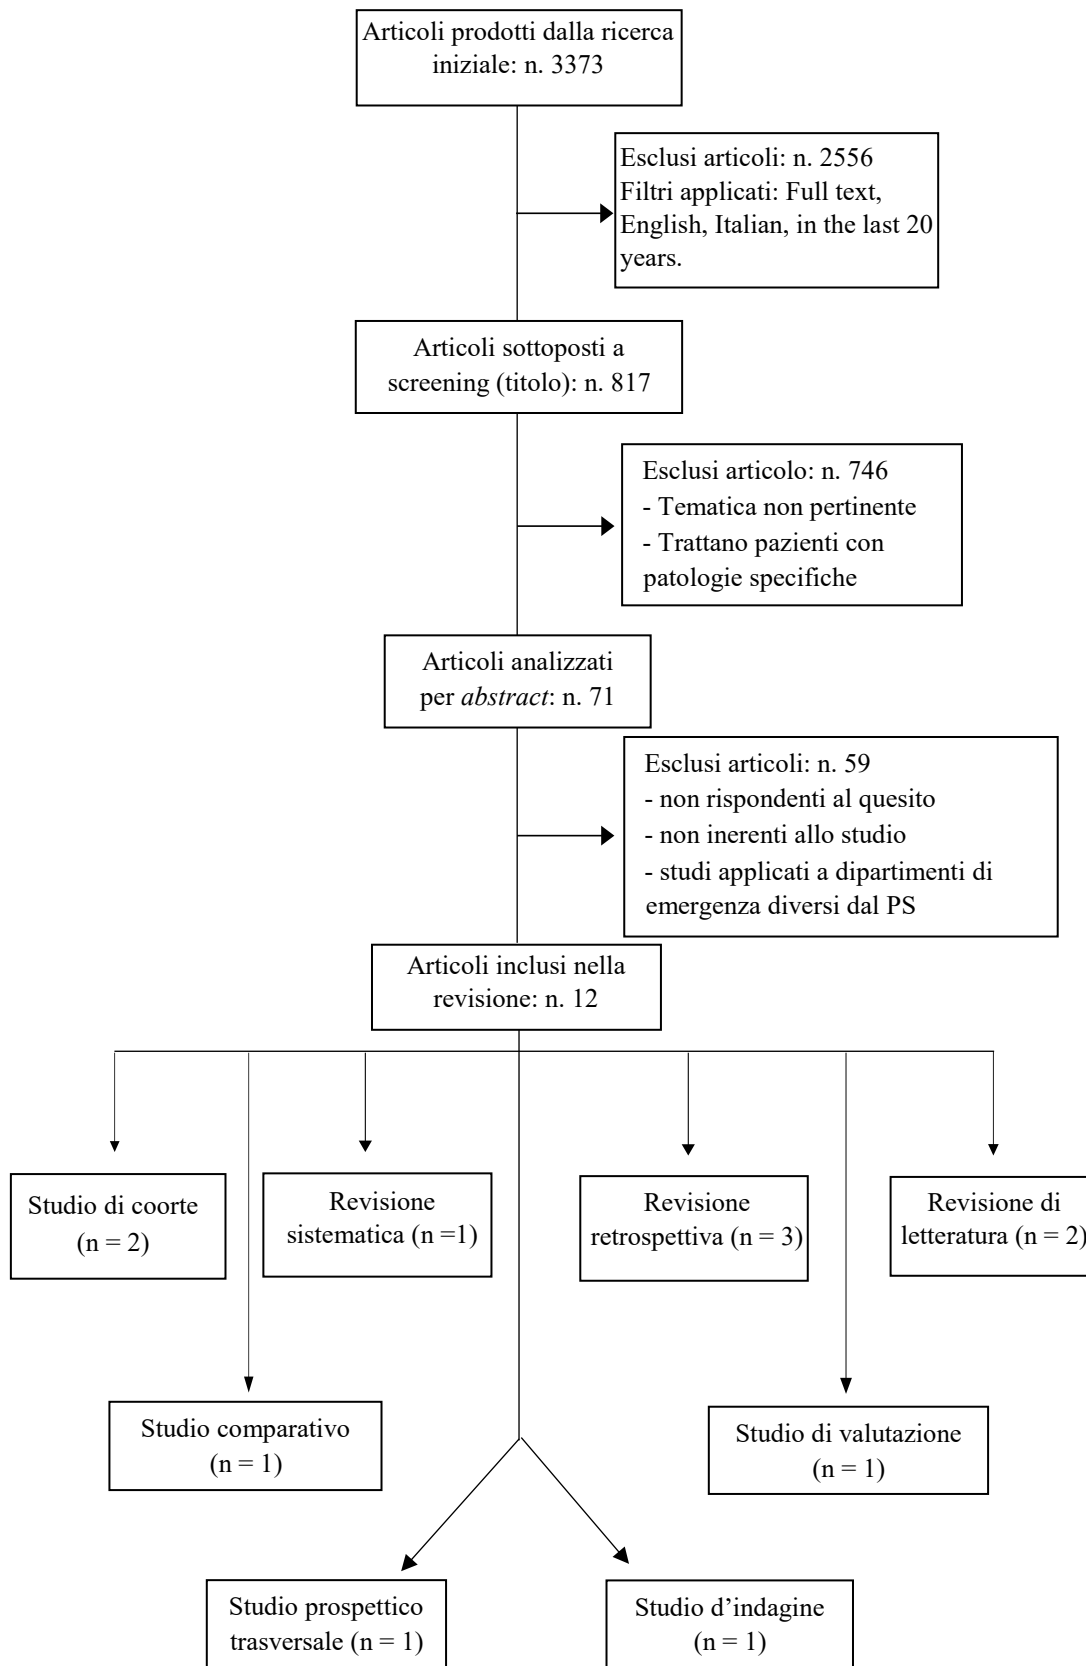 Articoli prodotti dalla ricerca
iniziale: n. 3373
Esclusi articoli: n. 2556
Filtri applicati: Full text,
English, Italian, in the last 20
years.
Articoli sottoposti a
screening (titolo): n. 817
Esclusi articolo: n. 746
- Tematica non pertinente
- Trattano pazienti con
patologie specifiche
Articoli analizzati
per abstract: n. 71
Esclusi articoli: n. 59
- non rispondenti al quesito
- non inerenti allo studio
- studi applicati a dipartimenti di
emergenza diversi dal PS
Articoli inclusi nella
revisione: n. 12
Studio di coorte
(n = 2)
Revisione
sistematica (n =1)
Revisione
retrospettiva (n = 3)
Revisione di
letteratura (n = 2)
Studio comparativo
(n = 1)
Studio di valutazione
(n = 1)
Studio prospettico
trasversale (n = 1)
Studio d’indagine
(n = 1)